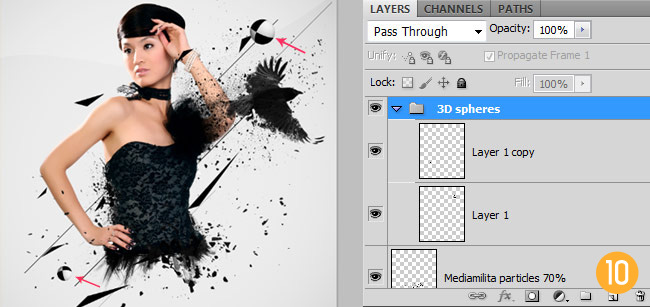 LAYERS CHANNELS PATHS
Pass Through Opacity: 100%
Unify: Propagate Frame 1
Lock: Fill: 100%
3D spheres
Layer 1 copy
Layer 1
Mediamilita particles 70%
10
fx.